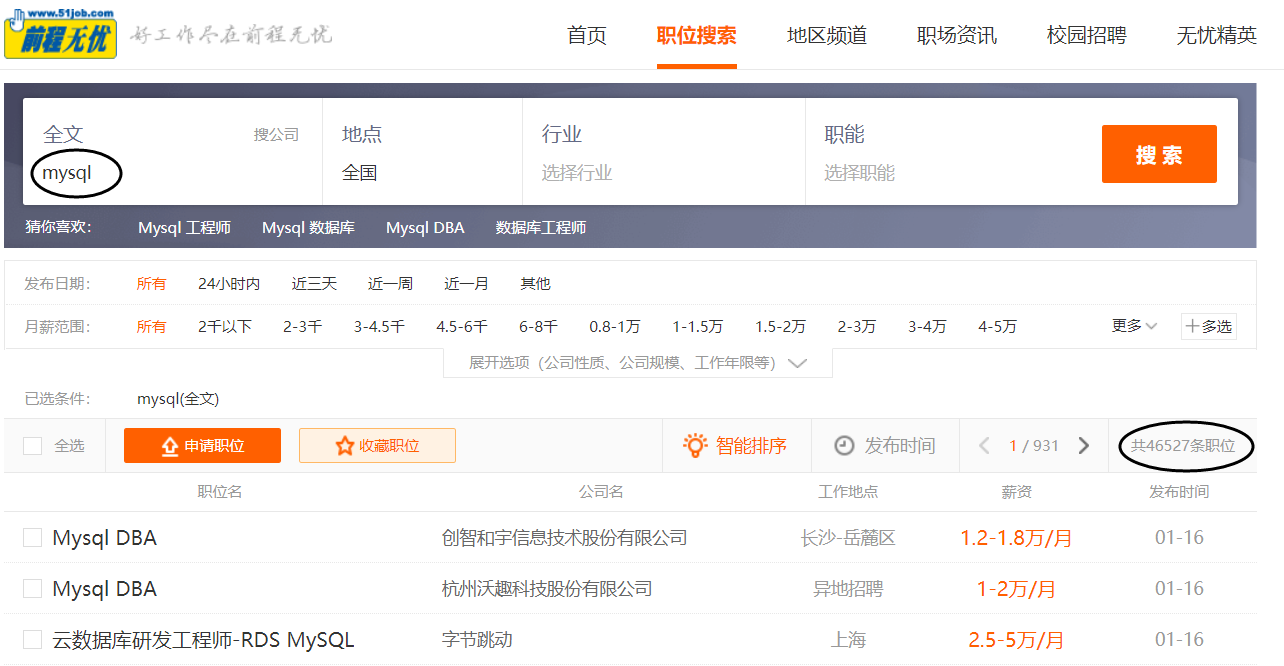 www.51job.com
前程无忧 好工作尽在前程无忧
首页 职位搜索 地区频道 职场资讯 校园招聘 无忧精英
全文 搜公司 地点 行业 职能
mysql 全国 选择行业 选择职能 搜索
猜你喜欢： Mysql 工程师 Mysql 数据库 Mysql DBA 数据库工程师
发布日期： 所有 24小时内 近三天 近一周 近一月 其他
月薪范围： 所有 2千以下 2-3千 3-4.5千 4.5-6千 6-8千 0.8-1万 1-1.5万 1.5-2万 2-3万 3-4万 4-5万 更多 多选
展开选项（公司性质、公司规模、工作年限等）
已选条件： mysql(全文)
全选 申请职位 收藏职位 智能排序 发布时间 1 / 931 共46527条职位
职位名 公司名 工作地点 薪资 发布时间
Mysql DBA 创智和宇信息技术股份有限公司 长沙-岳麓区 1.2-1.8万/月 01-16
Mysql DBA 杭州沃趣科技股份有限公司 异地招聘 1-2万/月 01-16
云数据库研发工程师-RDS MySQL 字节跳动 上海 2.5-5万/月 01-16